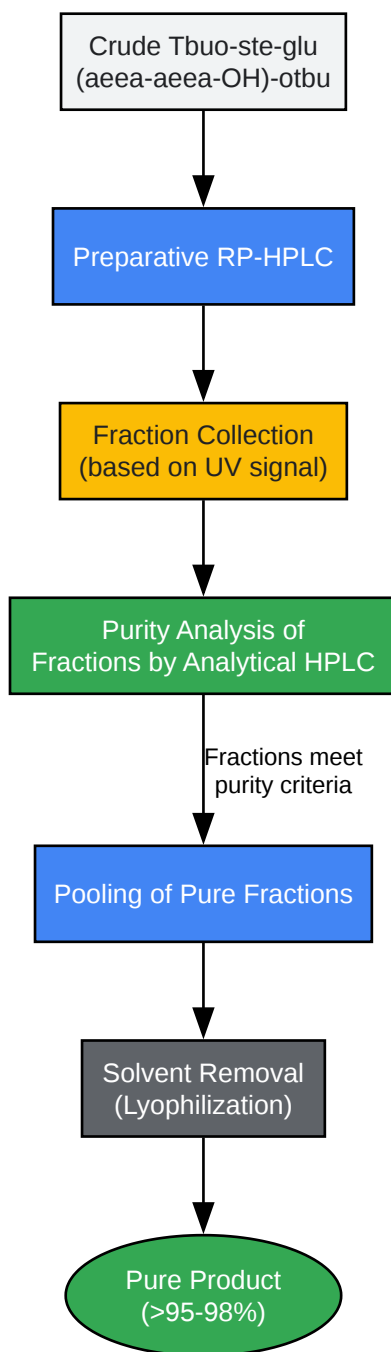 Crude Tbuo-ste-glu
(aeea-aeea-OH)-otbu
Preparative RP-HPLC
Fraction Collection
(based on UV signal)
Purity Analysis of
Fractions by Analytical HPLC
Fractions meet
purity criteria
Pooling of Pure Fractions
Solvent Removal
(Lyophilization)
Pure Product
(>95-98%)